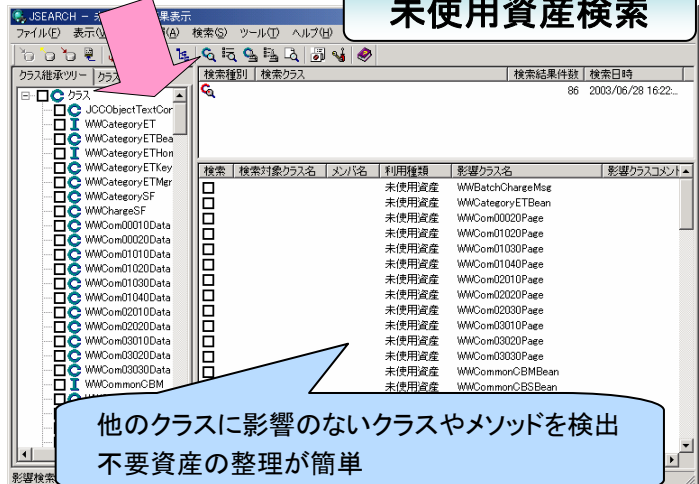 JSEARCH -
果表示
未使用資産検索
ファイル(F)
検索(S) ツール(T) ヘルプ(H)
クラス継承ツリー
検索種別 検索クラス 検索結果件数 検索日時
86 2003/06/28 16:22:...
クラス
JCCObjectTextCor
WWCategoryET
WWCategoryETBea
WWCategoryETHon
WWCategoryETKey
WWCategoryETMgr
WWCategorySF
WWChargeSF
WWCom00010Data
WWCom00020Data
WWCom01010Data
WWCom01020Data
WWCom01030Data
WWCom01040Data
WWCom02010Data
WWCom02020Data
WWCom03010Data
WWCom03020Data
WWCom03030Data
WWCommonCBM
検索 検索対象クラス名 メンバ名 利用種類 影響クラス名 影響クラスコメント
未使用資産 WWBatchChargeMsg
未使用資産 WWCategoryETBean
未使用資産 WWCom00020Page
未使用資産 WWCom01020Page
未使用資産 WWCom01030Page
未使用資産 WWCom01040Page
未使用資産 WWCom02010Page
未使用資産 WWCom02020Page
未使用資産 WWCom02030Page
未使用資産 WWCom03010Page
未使用資産 WWCom03020Page
未使用資産 WWCom03030Page
未使用資産 WWCommonCBMBean
未使用資産 WWCommonCBSBean
他のクラスに影響のないクラスやメソッドを検出
不要資産の整理が簡単
影響検索